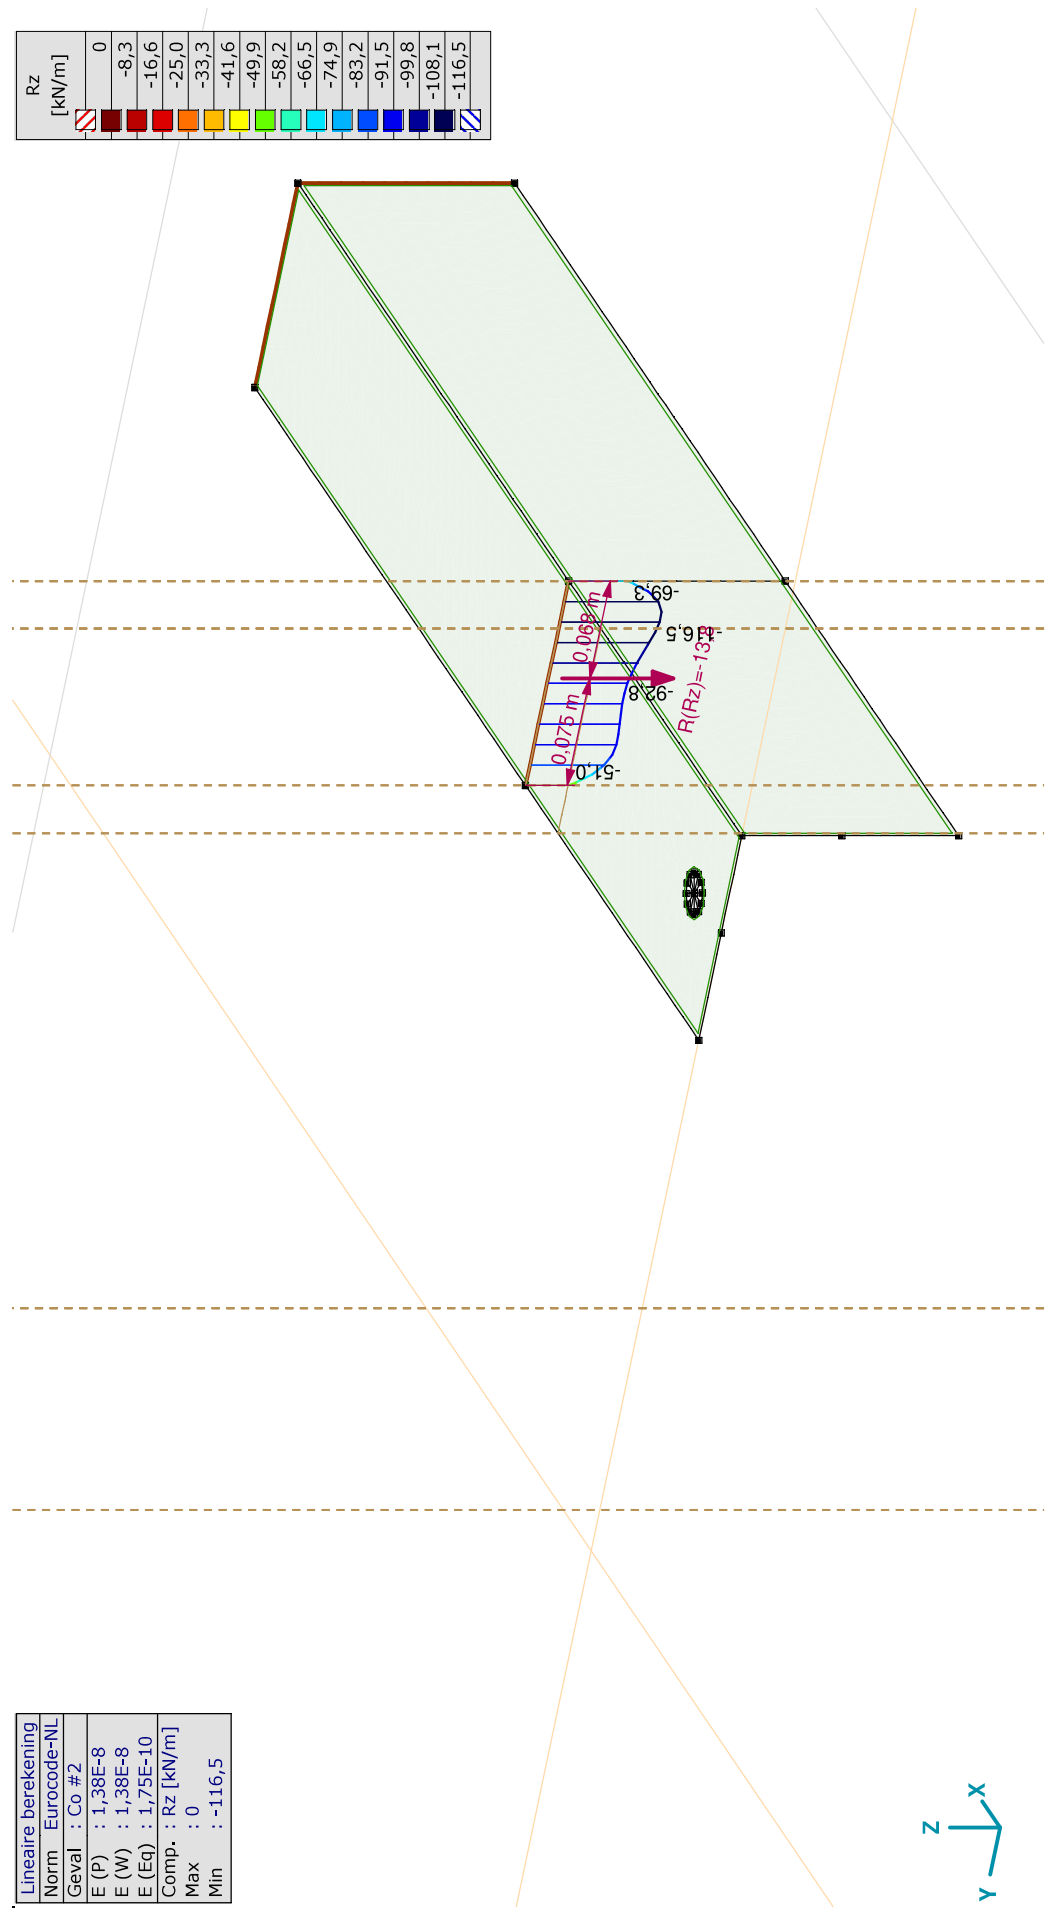 Rz
[kN/m]
0
-8,3
-16,6
-25,0
-33,3
-41,6
-49,9
-58,2
-66,5
-74,9
-83,2
-91,5
-99,8
-108,1
-116,5
-69,3
0,068 m
-116,5
R(Rz)=-13,8
-92,8
0,075 m
-51,0
Lineaire berekening
Norm Eurocode-NL
Geval : Co #2
E (P) : 1,38E-8
E (W) : 1,38E-8
E (Eq) : 1,75E-10
Comp. : Rz [kN/m]
Max : 0
Min : -116,5
X
Z
Y